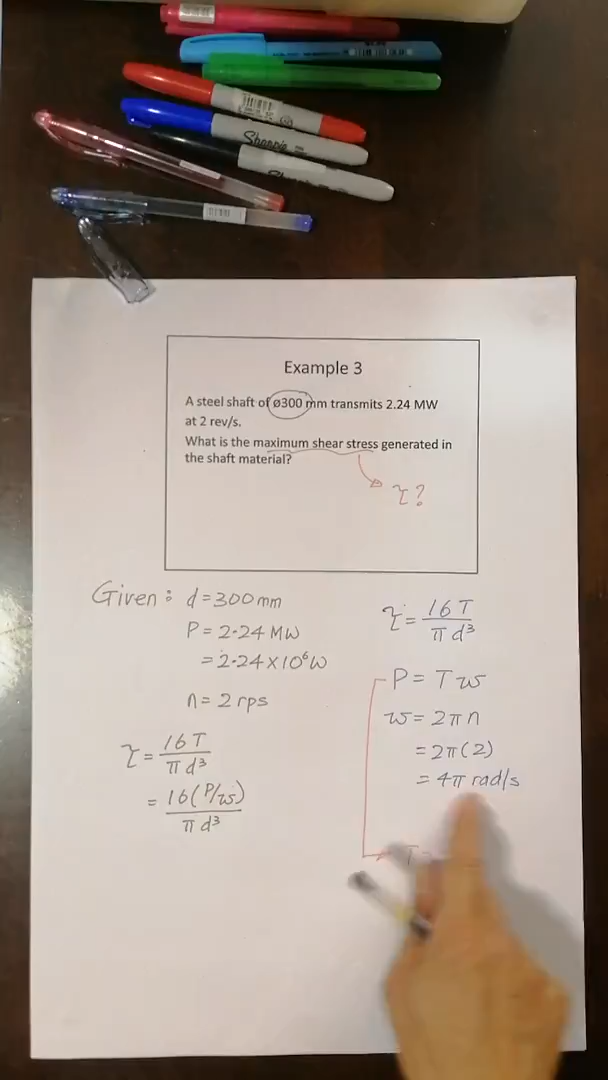 Sharpie
Example 3
A steel shaft of ø300 mm transmits 2.24 MW
at 2 rev/s.
What is the maximum shear stress generated in
the shaft material?
τ?
Given: d = 300 mm
P = 2.24 MW
= 2.24 × 10⁶ W
n = 2 rps
τ = 16T / πd³
= 16(P/ω) / πd³
τ = 16T / πd³
P = Tω
ω = 2πn
= 2π(2)
= 4π rad/s
T =